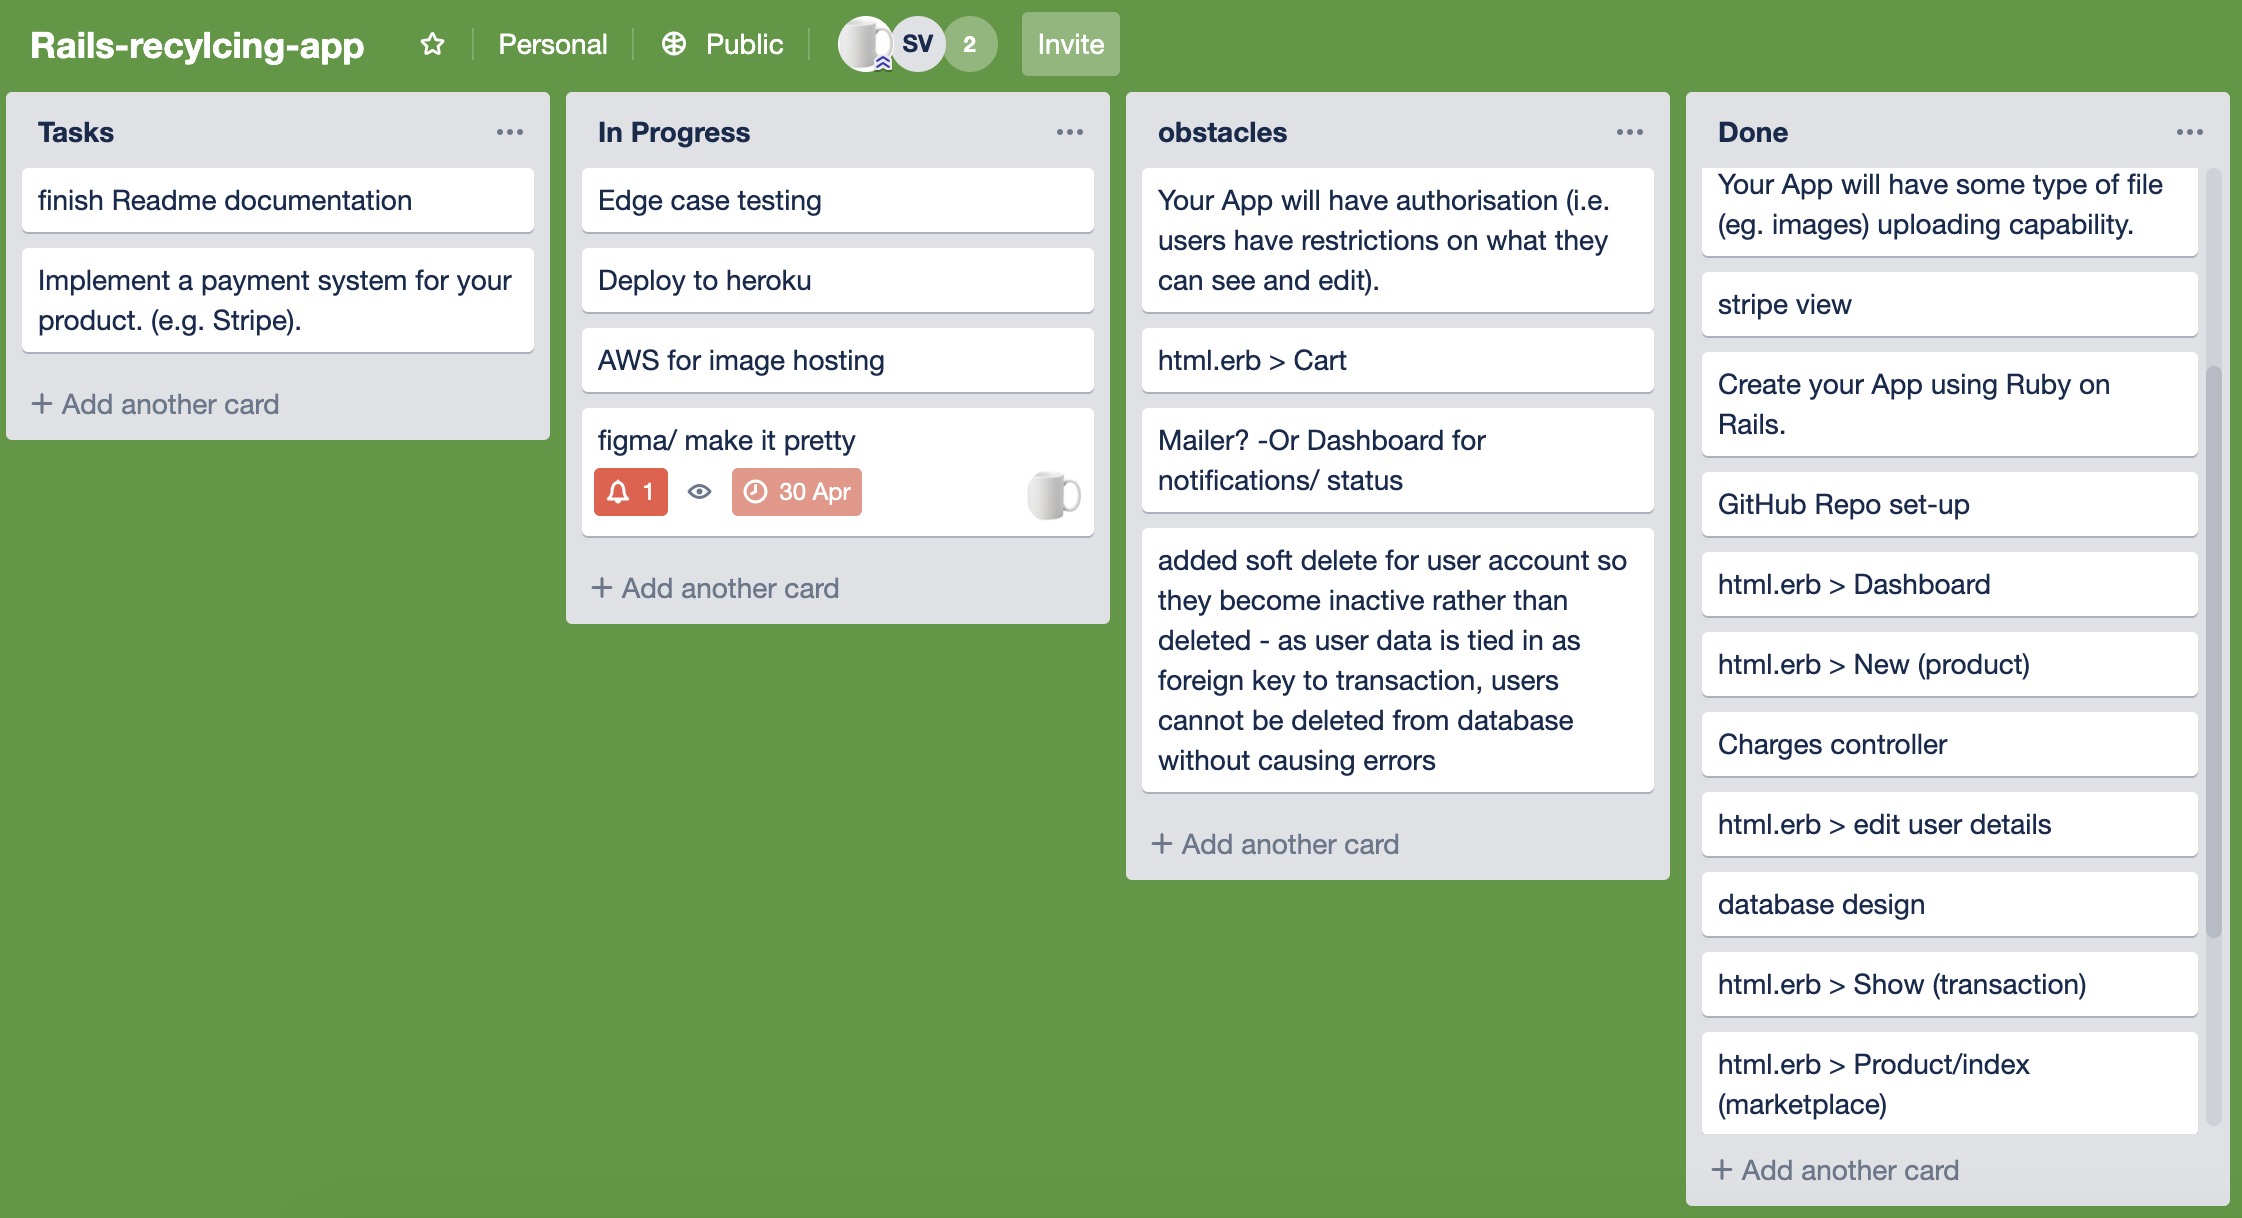 Rails-recylcing-app
Personal
Public
SV
2
Invite
Tasks
finish Readme documentation
Implement a payment system for your
product. (e.g. Stripe).
+ Add another card
In Progress
Edge case testing
Deploy to heroku
AWS for image hosting
figma/ make it pretty
1
30 Apr
+ Add another card
obstacles
Your App will have authorisation (i.e.
users have restrictions on what they
can see and edit).
html.erb > Cart
Mailer? -Or Dashboard for
notifications/ status
added soft delete for user account so
they become inactive rather than
deleted - as user data is tied in as
foreign key to transaction, users
cannot be deleted from database
without causing errors
+ Add another card
Done
Your App will have some type of file
(eg. images) uploading capability.
stripe view
Create your App using Ruby on
Rails.
GitHub Repo set-up
html.erb > Dashboard
html.erb > New (product)
Charges controller
html.erb > edit user details
database design
html.erb > Show (transaction)
html.erb > Product/index
(marketplace)
+ Add another card